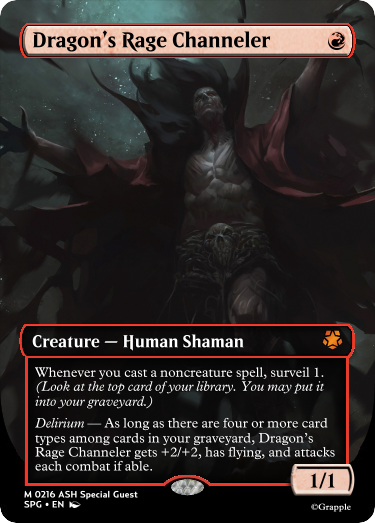 Dragon's Rage Channeler
Creature — Human Shaman
Whenever you cast a noncreature spell, surveil 1.
(Look at the top card of your library. You may put it
into your graveyard.)
Delirium — As long as there are four or more card
types among cards in your graveyard, Dragon's
Rage Channeler gets +2/+2, has flying, and attacks
each combat if able.
1/1
M 0216 ASH Special Guest
SPG • EN
©Grapple